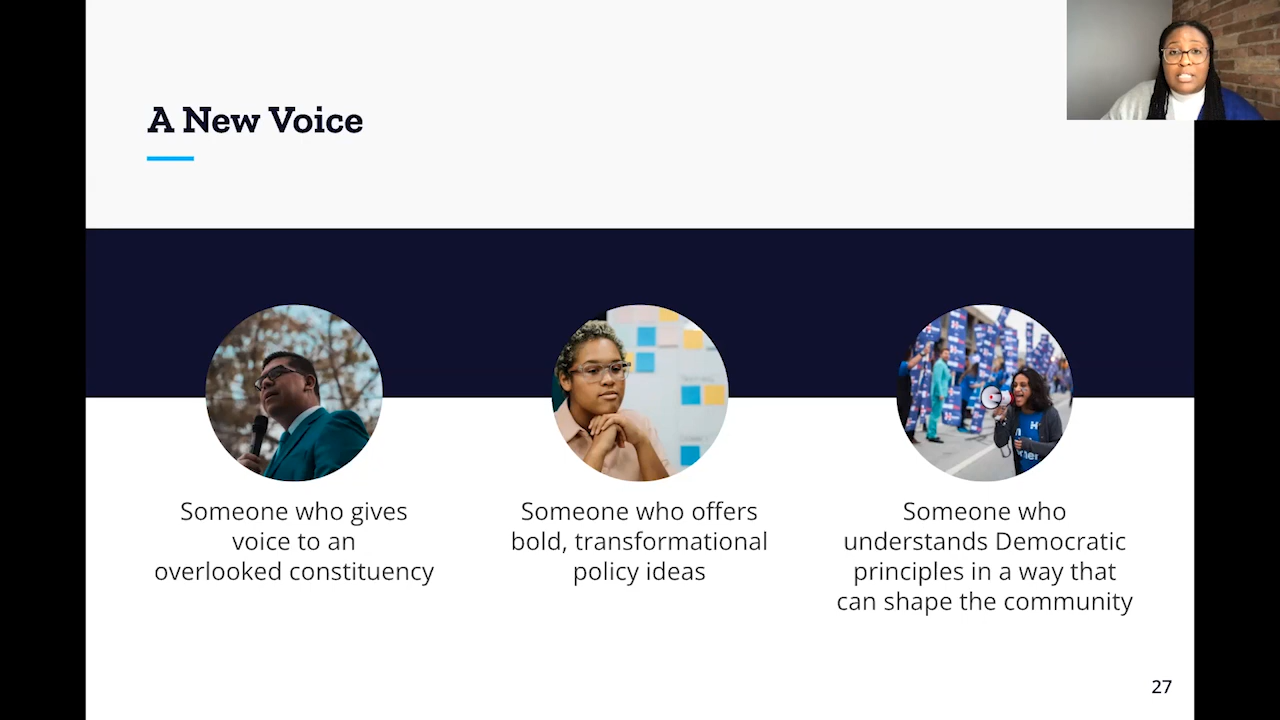 A New Voice
Someone who gives
voice to an
overlooked constituency
Someone who offers
bold, transformational
policy ideas
Someone who
understands Democratic
principles in a way that
can shape the community
27